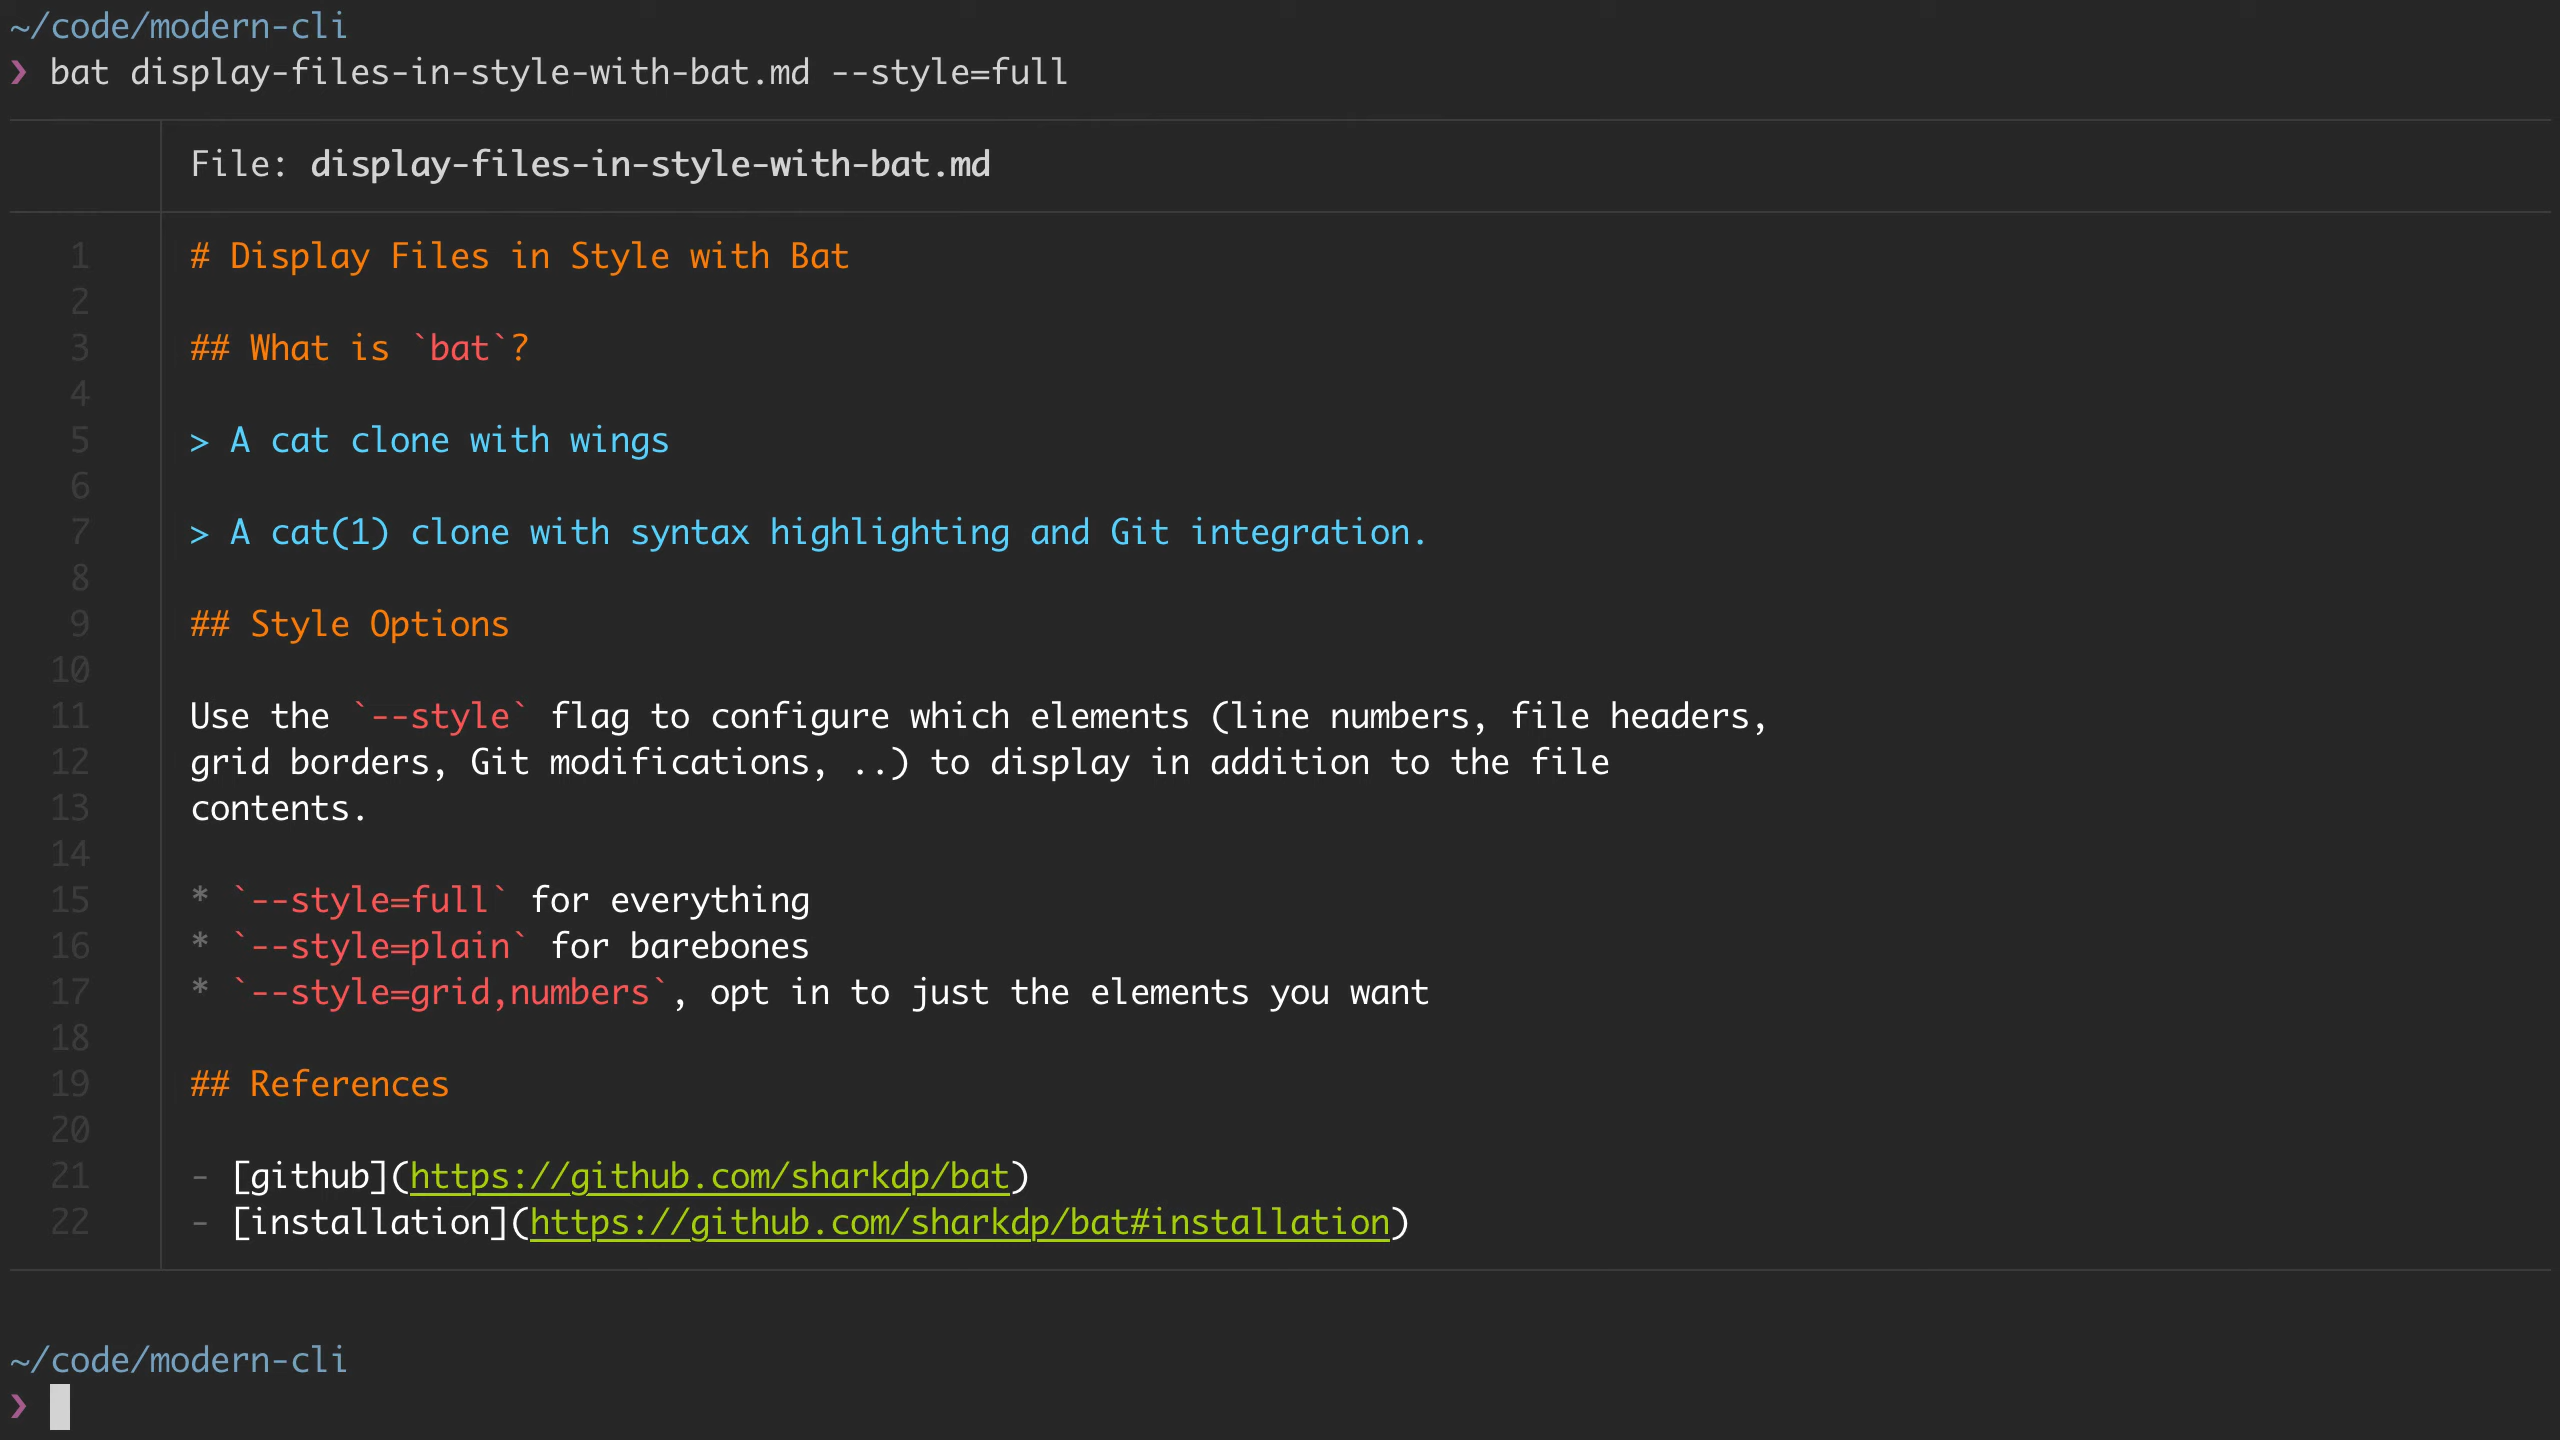 ~/code/modern-cli
❯ bat display-files-in-style-with-bat.md --style=full
File: display-files-in-style-with-bat.md
1 # Display Files in Style with Bat
2
3 ## What is `bat`?
4
5 > A cat clone with wings
6
7 > A cat(1) clone with syntax highlighting and Git integration.
8
9 ## Style Options
10
11 Use the `--style` flag to configure which elements (line numbers, file headers,
12 grid borders, Git modifications, ..) to display in addition to the file
13 contents.
14
15 * `--style=full` for everything
16 * `--style=plain` for barebones
17 * `--style=grid,numbers`, opt in to just the elements you want
18
19 ## References
20
21 - [github](https://github.com/sharkdp/bat)
22 - [installation](https://github.com/sharkdp/bat#installation)
~/code/modern-cli
❯